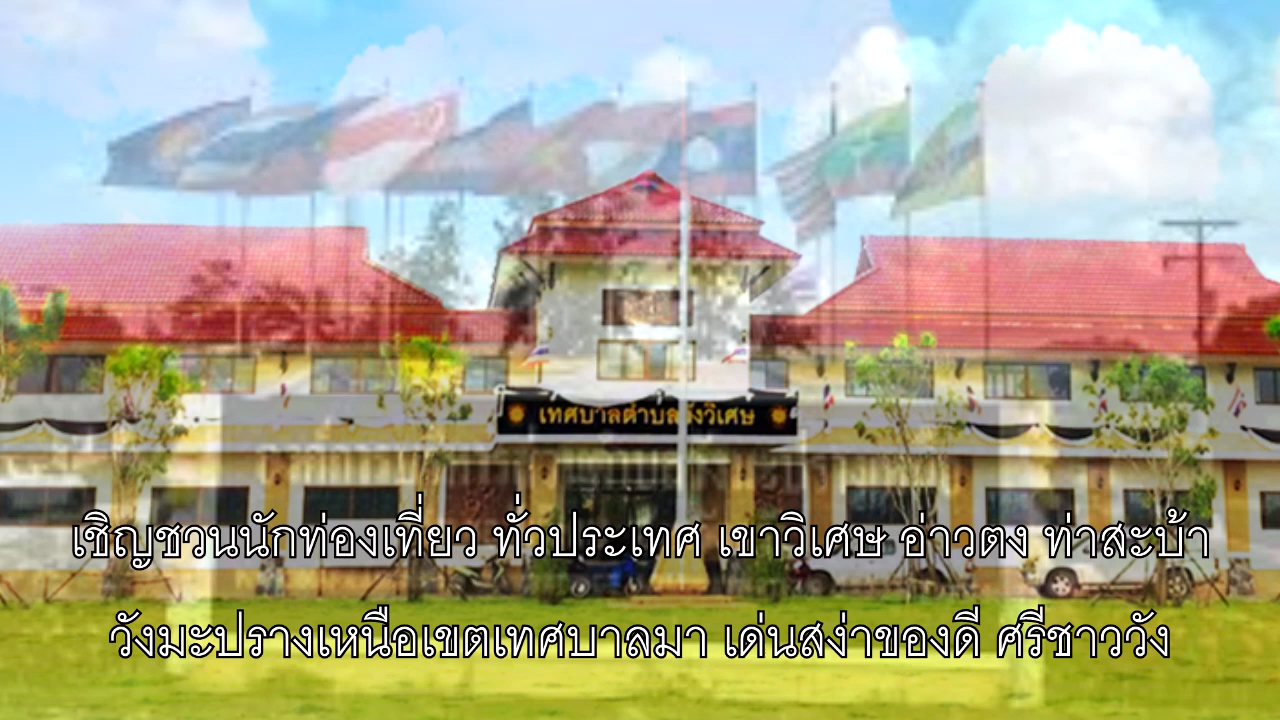 เทศบาลตำบลวังวิเศษ
เชิญชวนนักท่องเที่ยว ทั่วประเทศ เขาวิเศษ อ่าวตง ท่าสะบ้า
วังมะปรางเหนือเขตเทศบาลมา เด่นสง่าของดี ศรีชาววัง